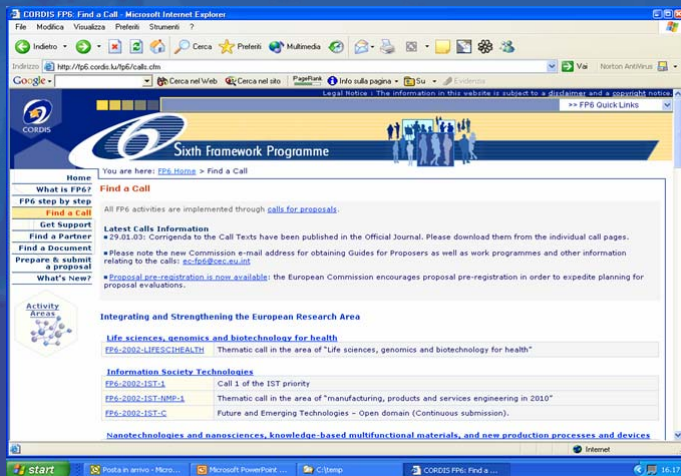 CORDIS FP6: Find a Call - Microsoft Internet Explorer
File Modifica Visualizza Preferiti Strumenti ?
Indietro Cerca Preferiti Multimedia
Indirizzo http://fp6.cordis.lu/fp6/calls.cfm Vai Norton AntiVirus
Google Cerca nel Web Cerca nel sito PageRank Info sulla pagina Su Evidenzia
Legal Notice : The information in this website is subject to a disclaimer and a copyright notice.
>> FP6 Quick Links
CORDIS
Sixth Framework Programme
You are here: FP6 Home > Find a Call
Home
What is FP6?
FP6 step by step
Find a Call
Get Support
Find a Partner
Find a Document
Prepare & submit
a proposal
What's New?
Activity
Areas
Find a Call
All FP6 activities are implemented through calls for proposals.
Latest Calls Information
29.01.03: Corrigenda to the Call Texts have been published in the Official Journal. Please download them from the individual call pages.
Please note the new Commission e-mail address for obtaining Guides for Proposers as well as work programmes and other information
relating to the calls: ec-fp6@cec.eu.int
Proposal pre-registration is now available: the European Commission encourages proposal pre-registration in order to expedite planning for
proposal evaluations.
Integrating and Strengthening the European Research Area
Life sciences, genomics and biotechnology for health
FP6-2002-LIFESCIHEALTH Thematic call in the area of "Life sciences, genomics and biotechnology for health"
Information Society Technologies
FP6-2002-IST-1 Call 1 of the IST priority
FP6-2002-IST-NMP-1 Thematic call in the area of "manufacturing, products and services engineering in 2010"
FP6-2002-IST-C Future and Emerging Technologies - Open domain (Continuous submission).
Nanotechnologies and nanosciences, knowledge-based multifunctional materials, and new production processes and devices
Internet
start Posta in arrivo - Micro... Microsoft PowerPoint ... C:\temp CORDIS FP6: Find a ... 16.17